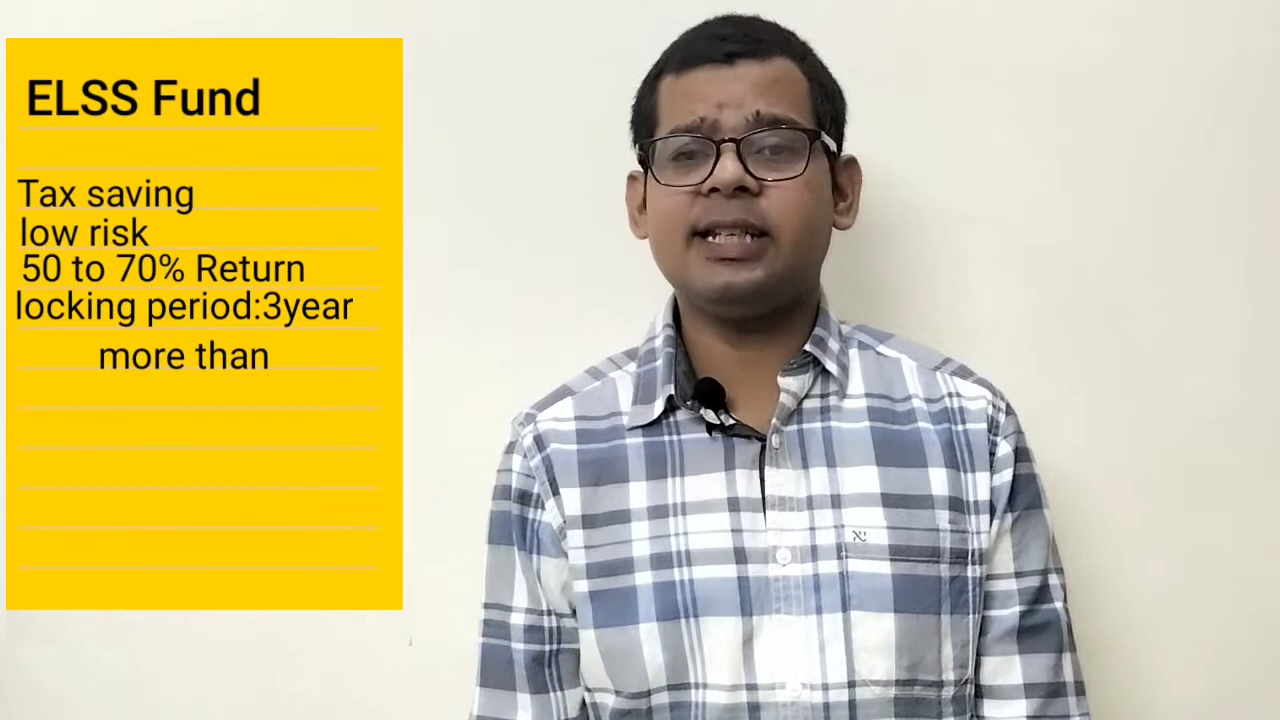 ELSS Fund
Tax saving
low risk
50 to 70% Return
locking period:3year
more than